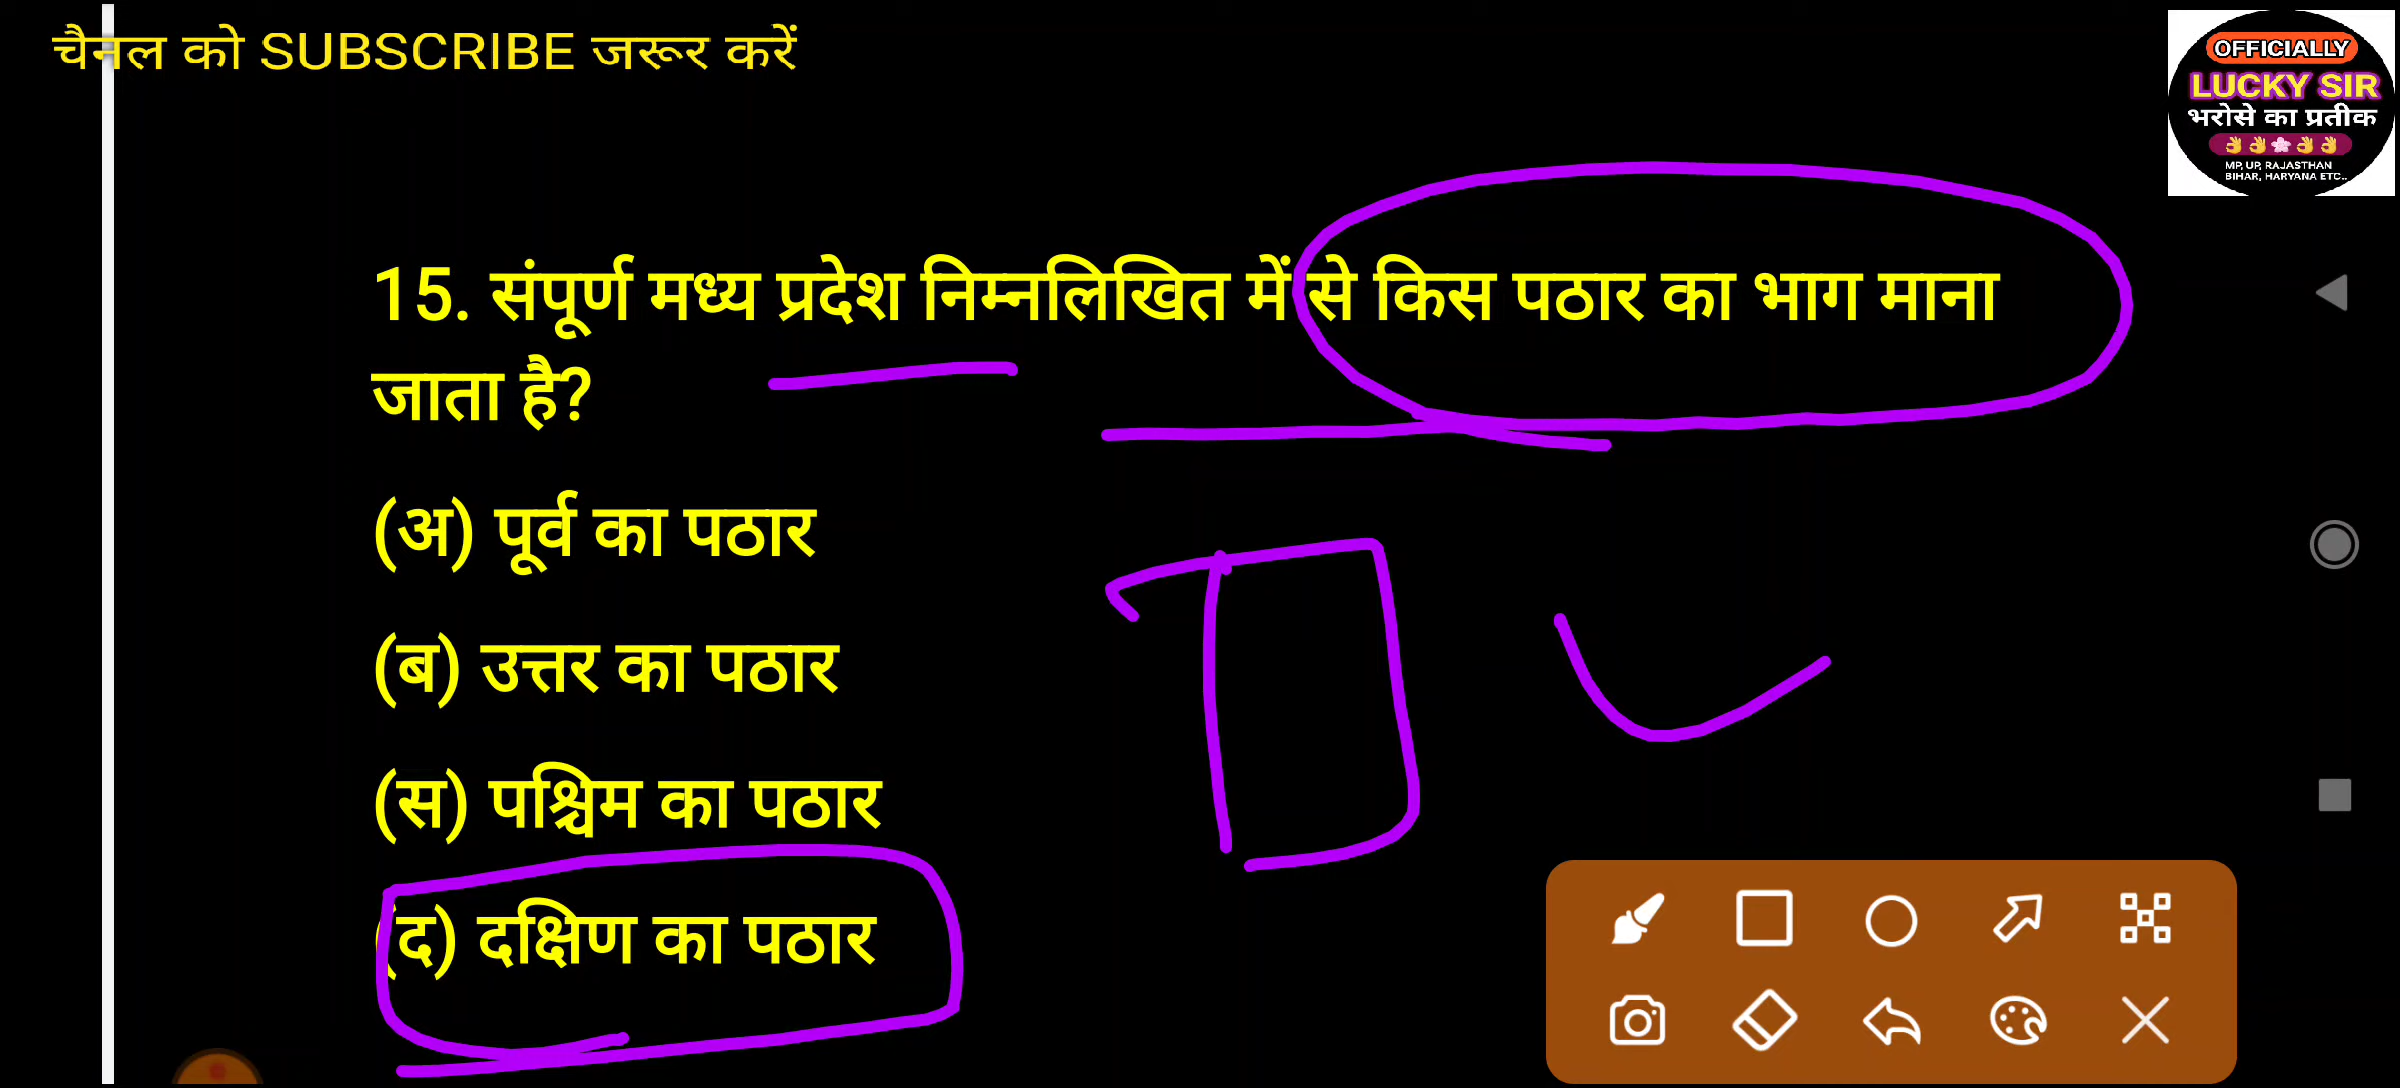 चैनल को SUBSCRIBE जरूर करें
OFFICIALLY
LUCKY SIR
भरोसे का प्रतीक
👌👌🌸👌👌
MP, UP, RAJASTHAN
BIHAR, HARYANA ETC..
15. संपूर्ण मध्य प्रदेश निम्नलिखित में से किस पठार का भाग माना
जाता है?
(अ) पूर्व का पठार
(ब) उत्तर का पठार
(स) पश्चिम का पठार
(द) दक्षिण का पठार